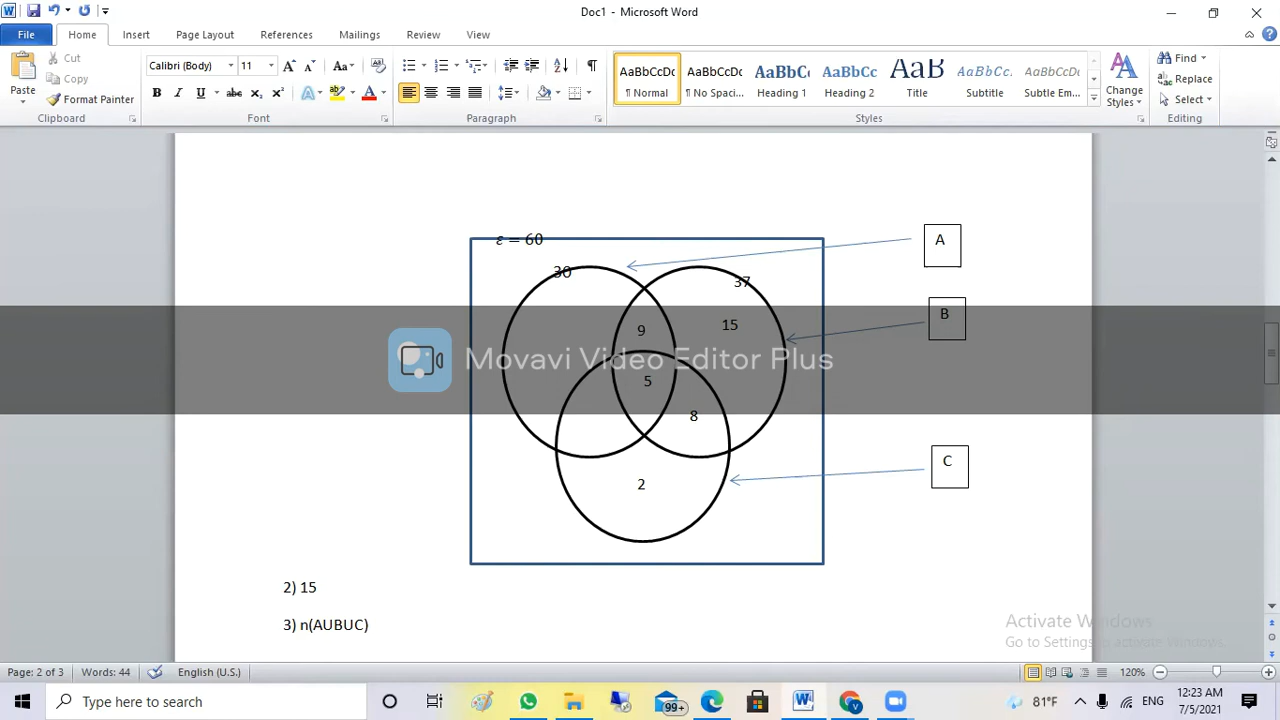 Doc1 - Microsoft Word
File Home Insert Page Layout References Mailings Review View
Paste
Cut
Copy
Format Painter
Clipboard
Calibri (Body) 11
Font
Paragraph
AaBbCcDc AaBbCcDc AaBbCc AaBbCc AaB AaBbCc. AaBbCcDc
¶ Normal ¶ No Spaci... Heading 1 Heading 2 Title Subtitle Subtle Em...
Change Styles
Styles
Find
Replace
Select
Editing
ε = 60
A
30
37
B
9
15
Movavi Video Editor Plus
5
8
C
2
2) 15
3) n(AUBUC)
Activate Windows
Go to Settings to activate Windows.
Page: 2 of 3 Words: 44 English (U.S.) 120%
Type here to search
99+
81°F
ENG
12:23 AM
7/5/2021